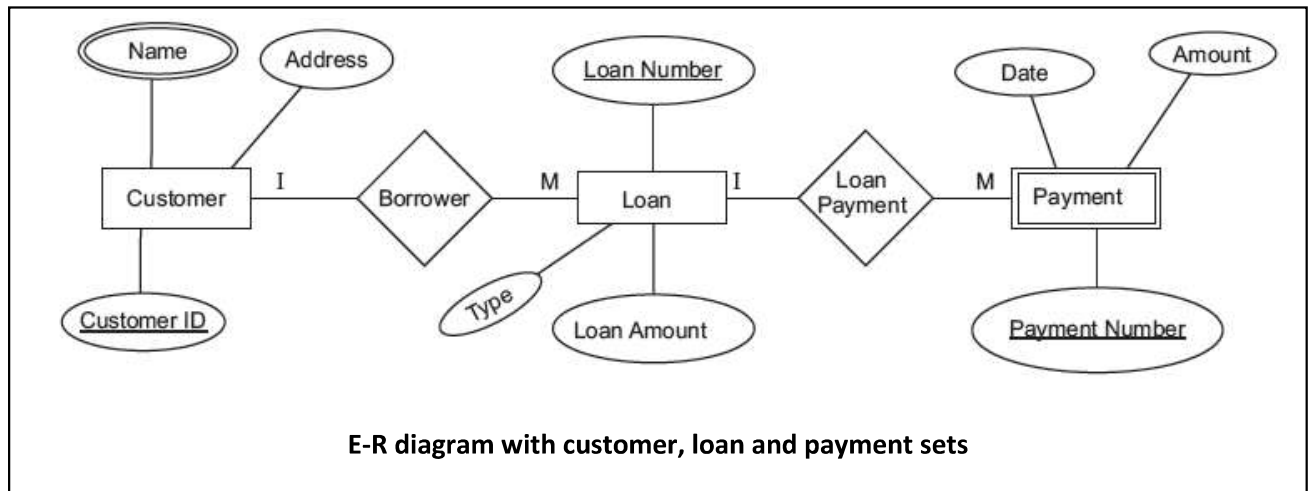 Name
Address
Loan Number
Date
Amount
Customer
I
Borrower
M
Loan
I
Loan
Payment
M
Payment
Type
Customer ID
Loan Amount
Payment Number
E-R diagram with customer, loan and payment sets